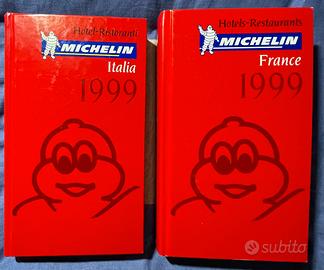 Hotel-Ristoranti
MICHELIN
Italia
1999
Hotels-Restaurants
MICHELIN
France
1999
subito